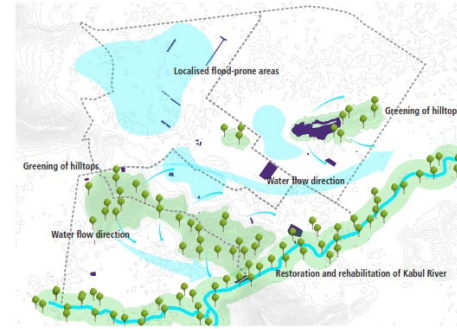 Localised flood-prone areas
Greening of hilltop
Greening of hilltops
Water flow direction
Water flow direction
Restoration and rehabilitation of Kabul River